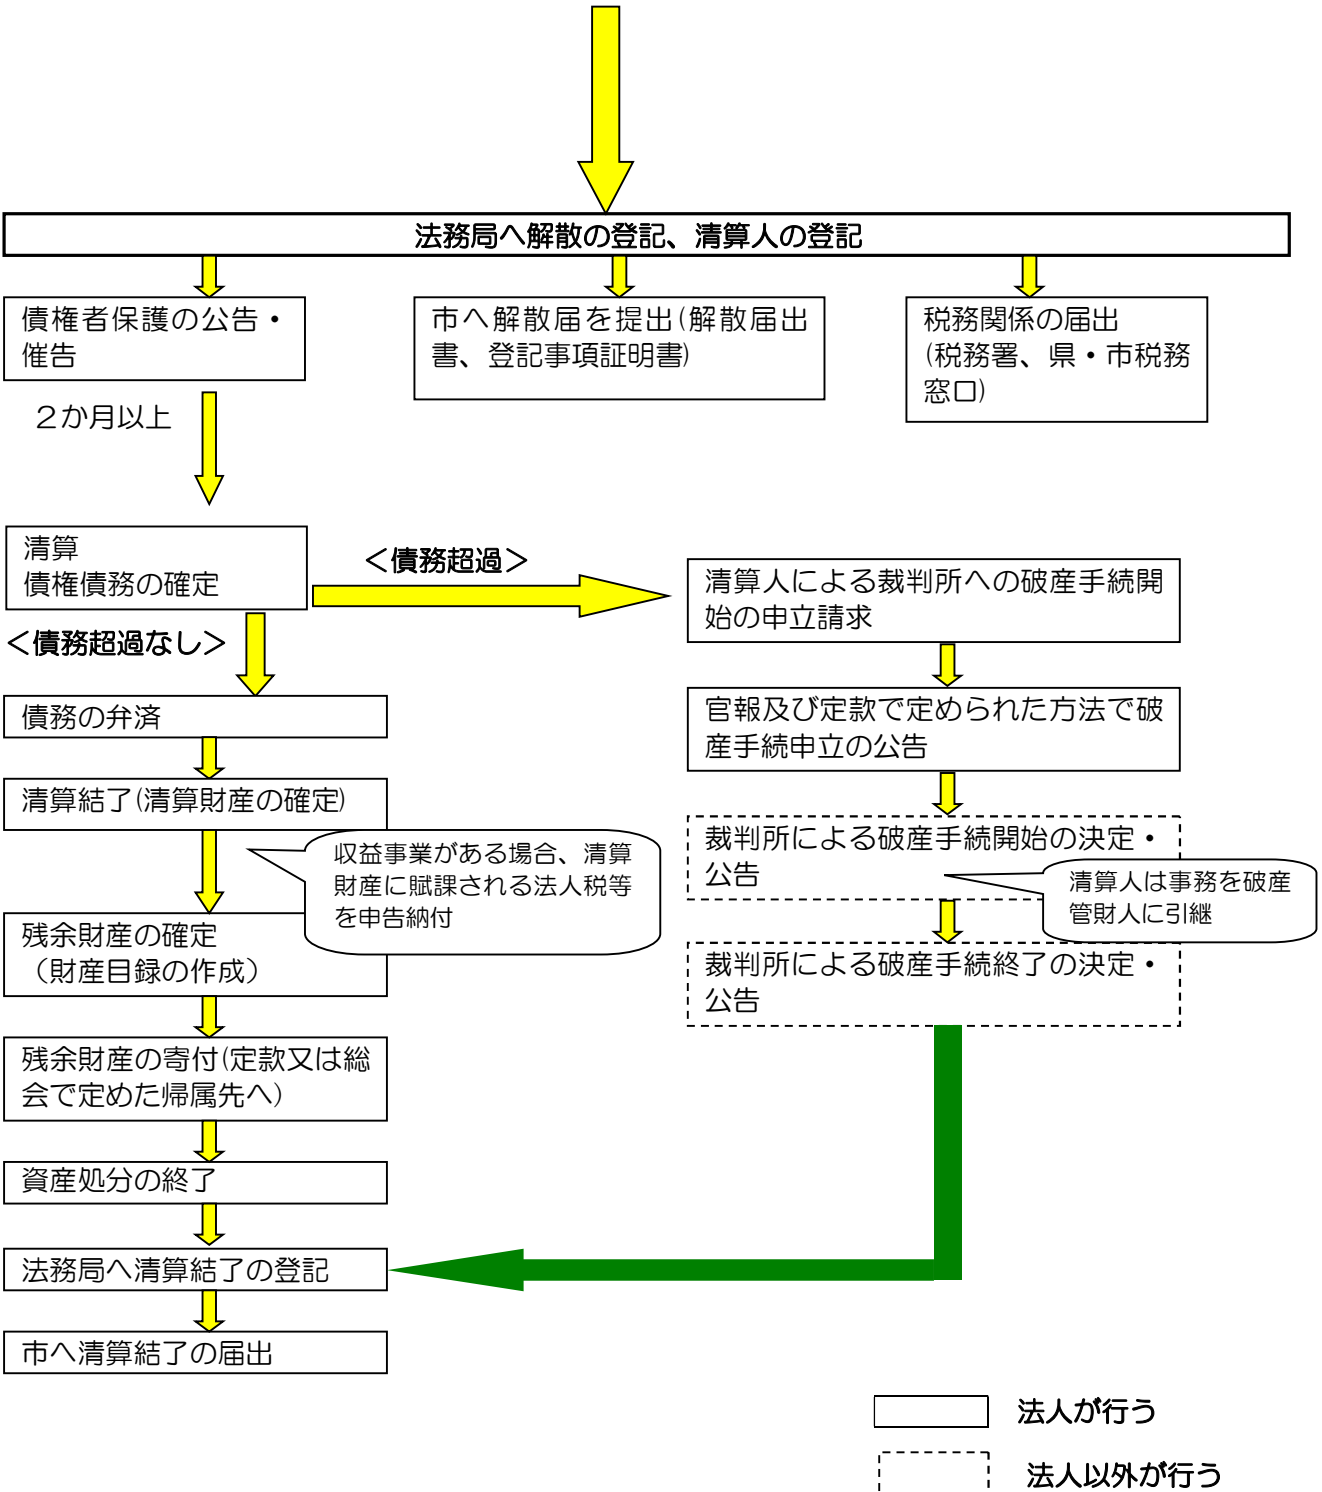 法務局へ解散の登記、清算人の登記
債権者保護の公告・
催告
市へ解散届を提出(解散届出
書、登記事項証明書)
税務関係の届出
(税務署、県・市税務
窓口)
２か月以上
清算
債権債務の確定
＜債務超過＞
＜債務超過なし＞
債務の弁済
清算結了(清算財産の確定)
収益事業がある場合、清算
財産に賦課される法人税等
を申告納付
残余財産の確定
（財産目録の作成）
残余財産の寄付(定款又は総
会で定めた帰属先へ)
資産処分の終了
法務局へ清算結了の登記
市へ清算結了の届出
清算人による裁判所への破産手続開
始の申立請求
官報及び定款で定められた方法で破
産手続申立の公告
裁判所による破産手続開始の決定・
公告
清算人は事務を破産
管財人に引継
裁判所による破産手続終了の決定・
公告
法人が行う
法人以外が行う